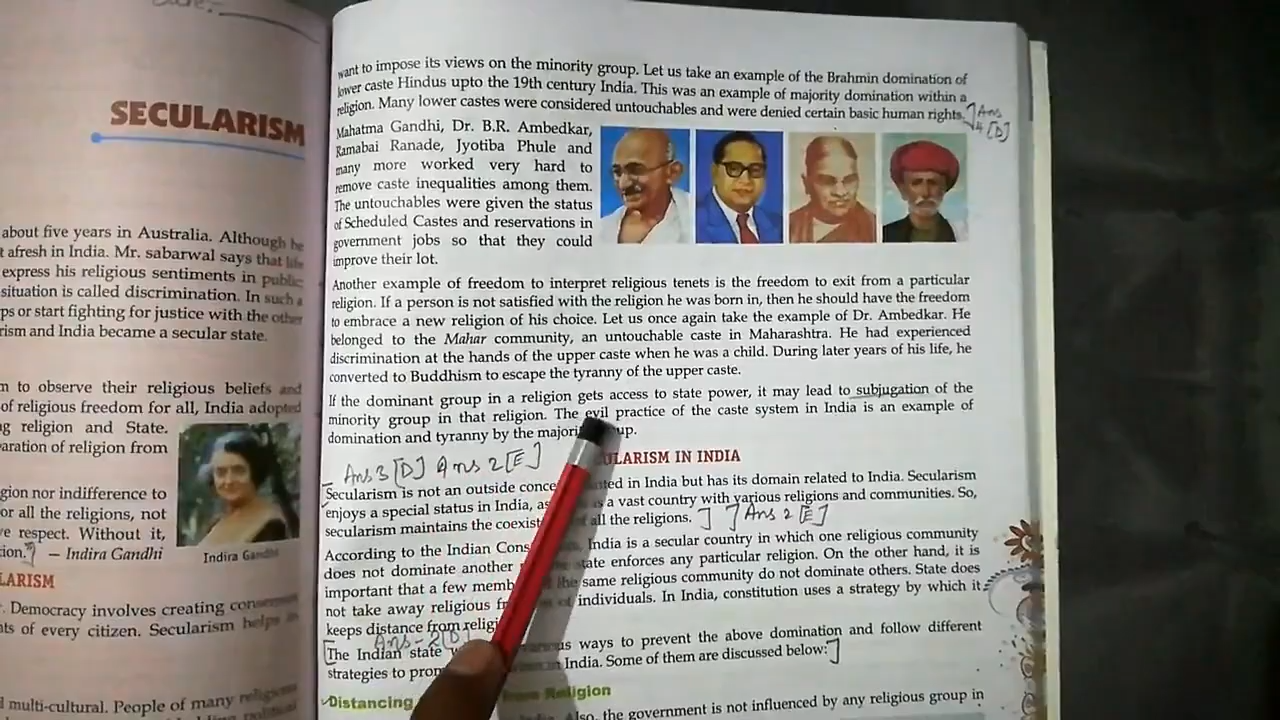 SECULARISM
about five years in Australia. Although he
t afresh in India. Mr. sabarwal says that life
express his religious sentiments in public
situation is called discrimination. In such a
ps or start fighting for justice with the other
rism and India became a secular state.
m to observe their religious beliefs and
of religious freedom for all, India adopted
ng religion and State.
aration of religion from
gion nor indifference to
or all the religions, not
ve respect. Without it,
tion. — Indira Gandhi
Indira Gandhi
LARISM
. Democracy involves creating consensus
nts of every citizen. Secularism helps in
l multi-cultural. People of many religions
want to impose its views on the minority group. Let us take an example of the Brahmin domination of
lower caste Hindus upto the 19th century India. This was an example of majority domination within a
religion. Many lower castes were considered untouchables and were denied certain basic human rights. Ans
4 [D]
Mahatma Gandhi, Dr. B.R. Ambedkar,
Ramabai Ranade, Jyotiba Phule and
many more worked very hard to
remove caste inequalities among them.
The untouchables were given the status
of Scheduled Castes and reservations in
government jobs so that they could
improve their lot.
Another example of freedom to interpret religious tenets is the freedom to exit from a particular
religion. If a person is not satisfied with the religion he was born in, then he should have the freedom
to embrace a new religion of his choice. Let us once again take the example of Dr. Ambedkar. He
belonged to the Mahar community, an untouchable caste in Maharashtra. He had experienced
discrimination at the hands of the upper caste when he was a child. During later years of his life, he
converted to Buddhism to escape the tyranny of the upper caste.
If the dominant group in a religion gets access to state power, it may lead to subjugation of the
minority group in that religion. The evil practice of the caste system in India is an example of
domination and tyranny by the majori up.
Ans 3 [D] Ans 2 [E]
ULARISM IN INDIA
Secularism is not an outside conce ted in India but has its domain related to India. Secularism
enjoys a special status in India, as is a vast country with various religions and communities. So,
secularism maintains the coexist all the religions. ] ] Ans 2 [E]
According to the Indian Cons India is a secular country in which one religious community
does not dominate another state enforces any particular religion. On the other hand, it is
important that a few memb the same religious community do not dominate others. State does
not take away religious fr of individuals. In India, constitution uses a strategy by which it
keeps distance from religi
Ans - 2 [D]
[The Indian state w various ways to prevent the above domination and follow different
strategies to pro in India. Some of them are discussed below:]
Distancing from Religion
Also, the government is not influenced by any religious group in